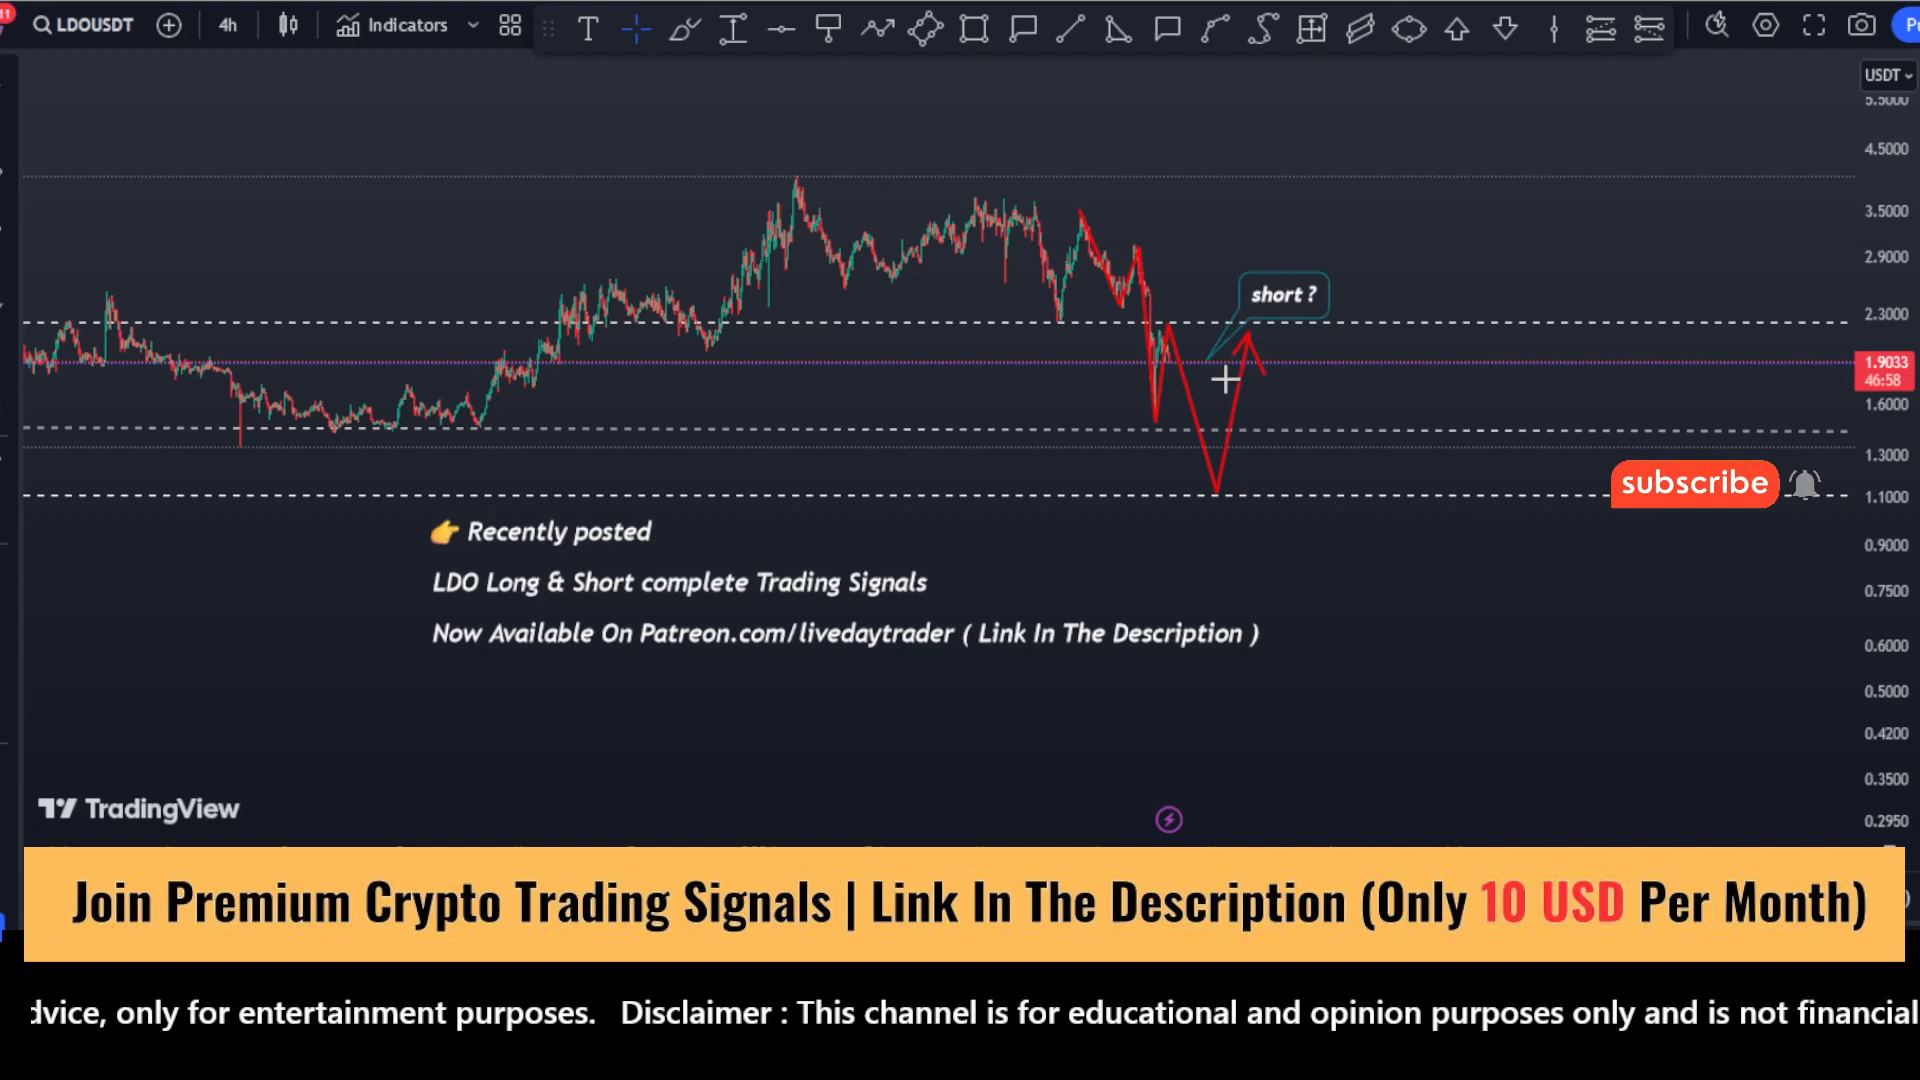 11
LDOUSDT
4h
Indicators
Pu
USDT
5.5000
4.5000
3.5000
2.9000
short ?
2.3000
1.9033
46:58
1.6000
1.3000
subscribe
1.1000
👉 Recently posted
0.9000
LDO Long & Short complete Trading Signals
0.7500
Now Available On Patreon.com/livedaytrader ( Link In The Description )
0.6000
0.5000
0.4200
0.3500
TradingView
0.2950
Join Premium Crypto Trading Signals | Link In The Description (Only 10 USD Per Month)
dvice, only for entertainment purposes. Disclaimer : This channel is for educational and opinion purposes only and is not financial